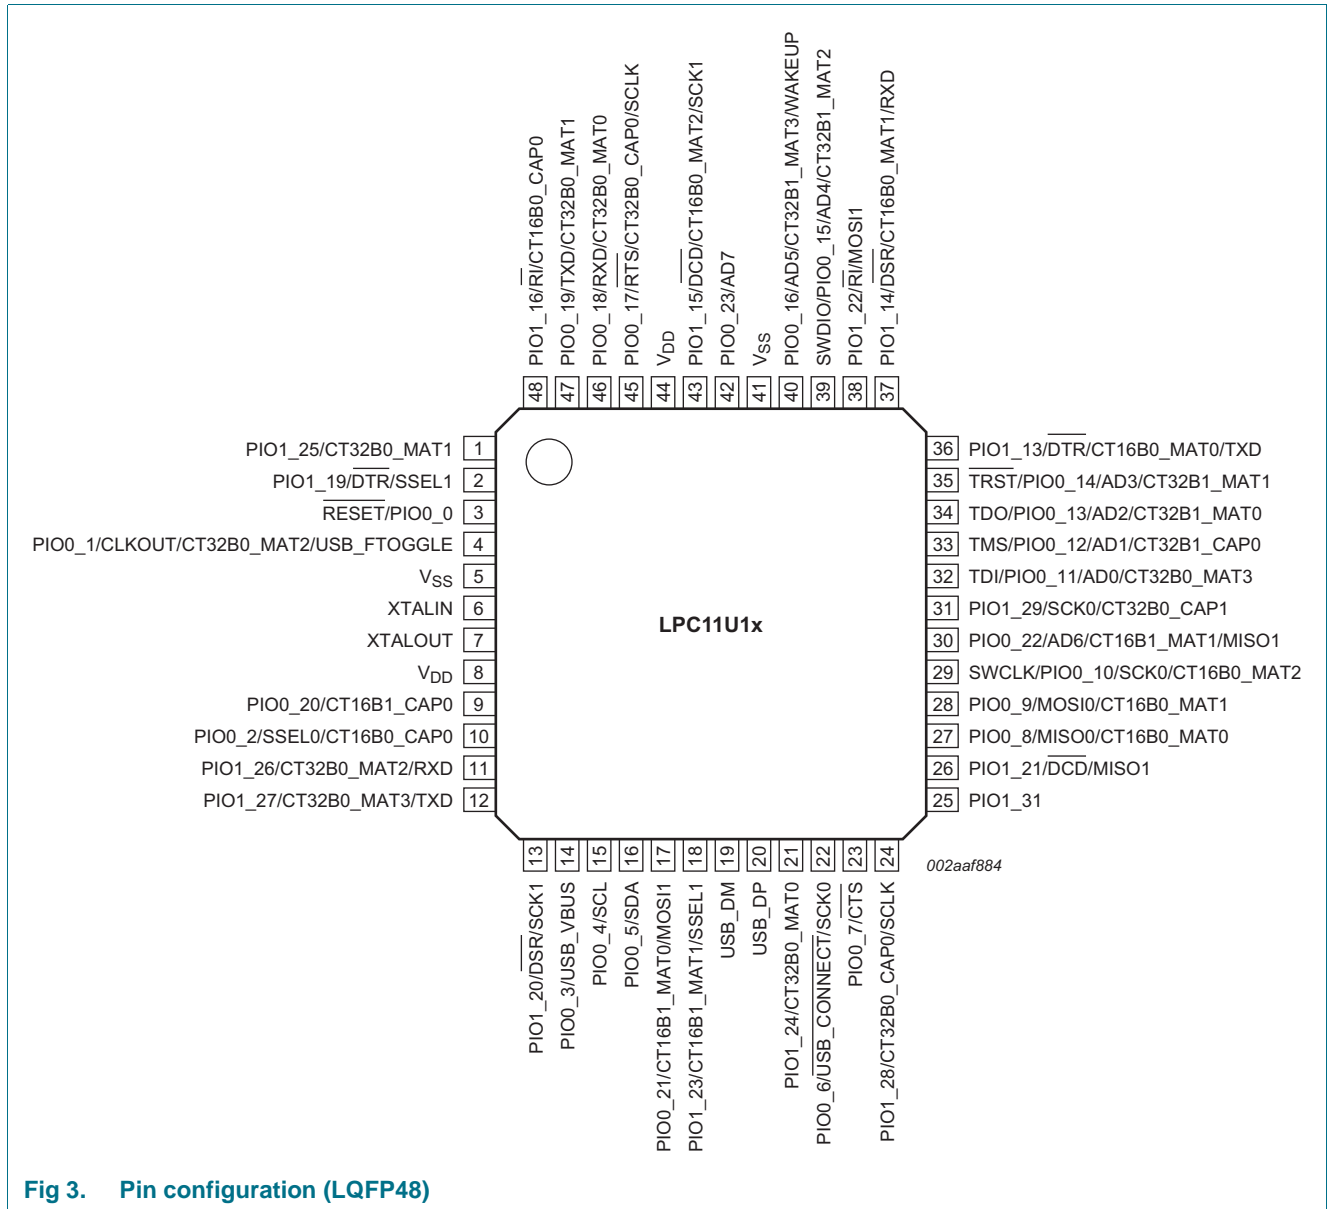 PIO1_16/RI/CT16B0_CAP0
PIO0_19/TXD/CT32B0_MAT1
PIO0_18/RXD/CT32B0_MAT0
PIO0_17/RTS/CT32B0_CAP0/SCLK
VDD
PIO1_15/DCD/CT16B0_MAT2/SCK1
PIO0_23/AD7
VSS
PIO0_16/AD5/CT32B1_MAT3/WAKEUP
SWDIO/PIO0_15/AD4/CT32B1_MAT2
PIO1_22/RI/MOSI1
PIO1_14/DSR/CT16B0_MAT1/RXD
48 47 46 45 44 43 42 41 40 39 38 37
PIO1_25/CT32B0_MAT1 1
PIO1_19/DTR/SSEL1 2
RESET/PIO0_0 3
PIO0_1/CLKOUT/CT32B0_MAT2/USB_FTOGGLE 4
VSS 5
XTALIN 6
XTALOUT 7
VDD 8
PIO0_20/CT16B1_CAP0 9
PIO0_2/SSEL0/CT16B0_CAP0 10
PIO1_26/CT32B0_MAT2/RXD 11
PIO1_27/CT32B0_MAT3/TXD 12
LPC11U1x
36 PIO1_13/DTR/CT16B0_MAT0/TXD
35 TRST/PIO0_14/AD3/CT32B1_MAT1
34 TDO/PIO0_13/AD2/CT32B1_MAT0
33 TMS/PIO0_12/AD1/CT32B1_CAP0
32 TDI/PIO0_11/AD0/CT32B0_MAT3
31 PIO1_29/SCK0/CT32B0_CAP1
30 PIO0_22/AD6/CT16B1_MAT1/MISO1
29 SWCLK/PIO0_10/SCK0/CT16B0_MAT2
28 PIO0_9/MOSI0/CT16B0_MAT1
27 PIO0_8/MISO0/CT16B0_MAT0
26 PIO1_21/DCD/MISO1
25 PIO1_31
13 14 15 16 17 18 19 20 21 22 23 24
PIO1_20/DSR/SCK1
PIO0_3/USB_VBUS
PIO0_4/SCL
PIO0_5/SDA
PIO0_21/CT16B1_MAT0/MOSI1
PIO1_23/CT16B1_MAT1/SSEL1
USB_DM
USB_DP
PIO1_24/CT32B0_MAT0
PIO0_6/USB_CONNECT/SCK0
PIO0_7/CTS
PIO1_28/CT32B0_CAP0/SCLK
002aaf884
Fig 3. Pin configuration (LQFP48)